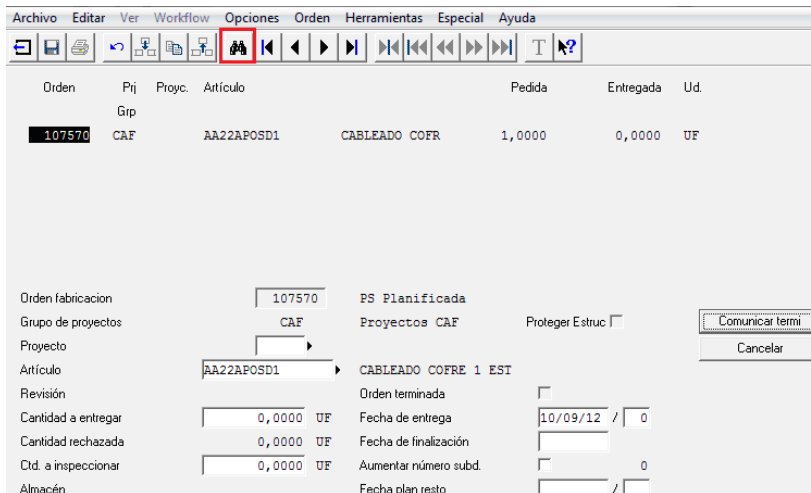 Archivo Editar Ver Workflow Opciones Orden Herramientas Especial Ayuda
T ?
Orden Prj Proyc. Artículo Pedida Entregada Ud.
Grp
107570 CAF AA22APOSD1 CABLEADO COFR 1,0000 0,0000 UF
Orden fabricacion 107570 PS Planificada
Grupo de proyectos CAF Proyectos CAF Proteger Estruc Comunicar termi
Proyecto Cancelar
Artículo AA22APOSD1 CABLEADO COFRE 1 EST
Revisión Orden terminada
Cantidad a entregar 0,0000 UF Fecha de entrega 10/09/12 / 0
Cantidad rechazada 0,0000 UF Fecha de finalización
Ctd. a inspeccionar 0,0000 UF Aumentar número subd. 0
Almacén Fecha plan resto /